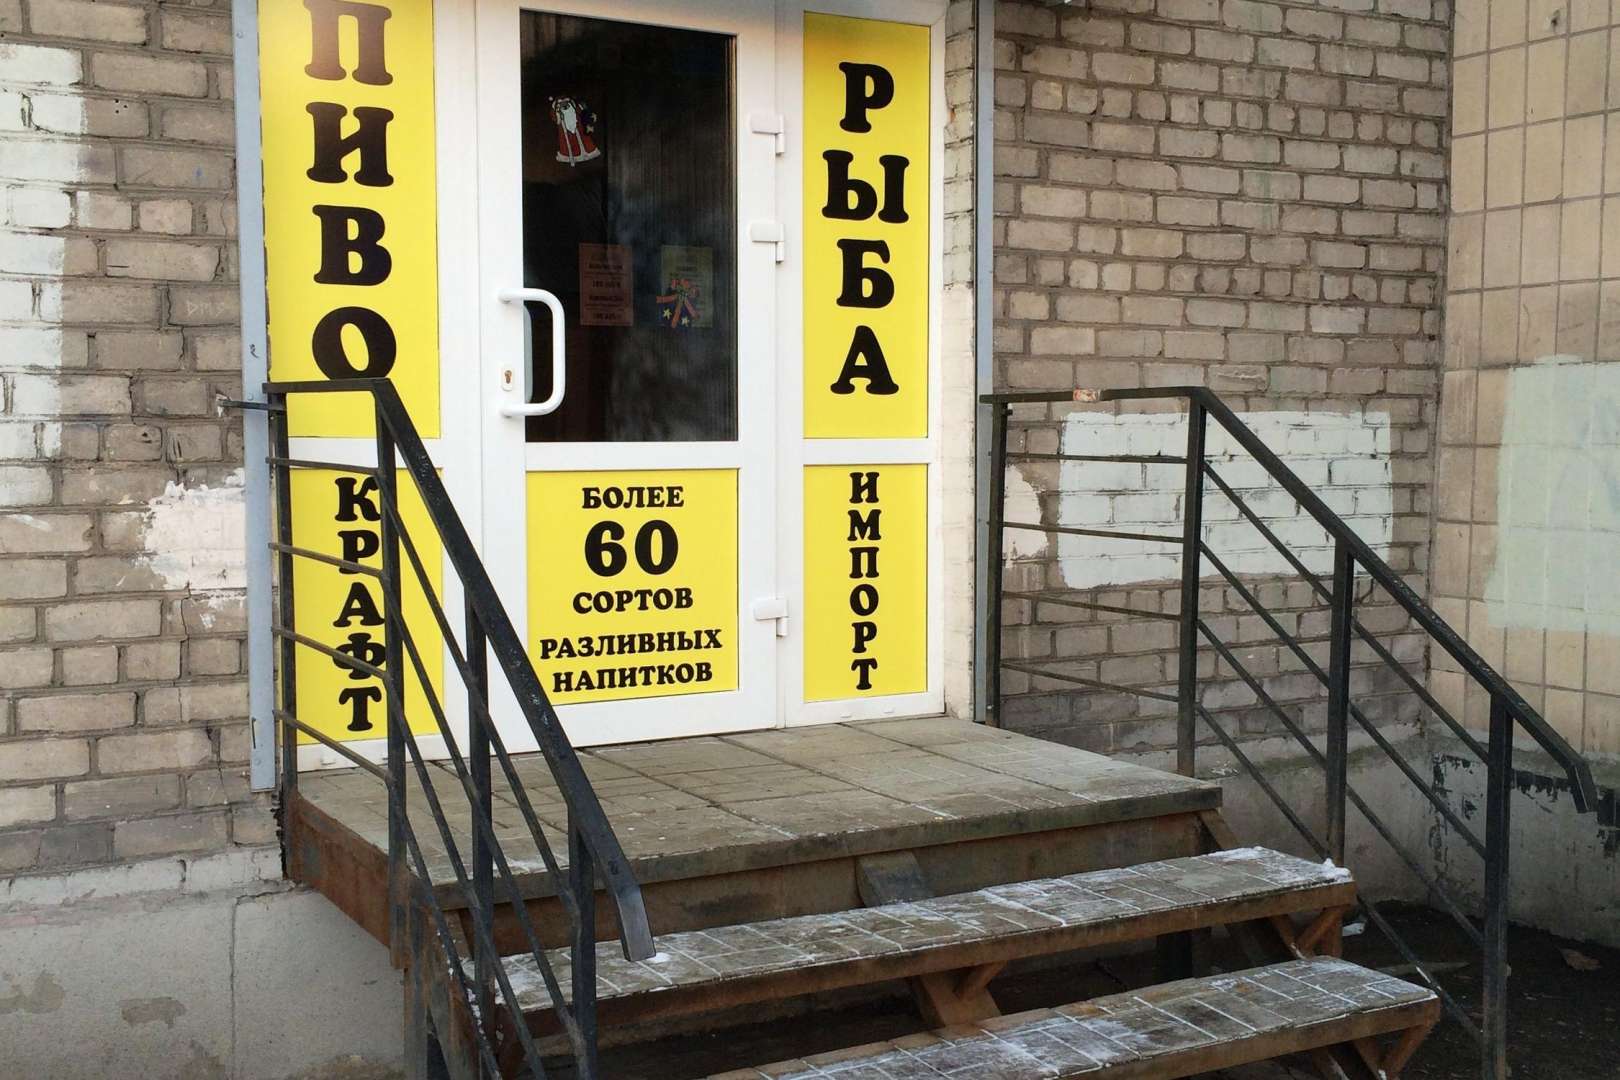 ПИВО
РЫБА
КРАФТ
БОЛЕЕ
60
СОРТОВ
РАЗЛИВНЫХ
НАПИТКОВ
ИМПОРТ